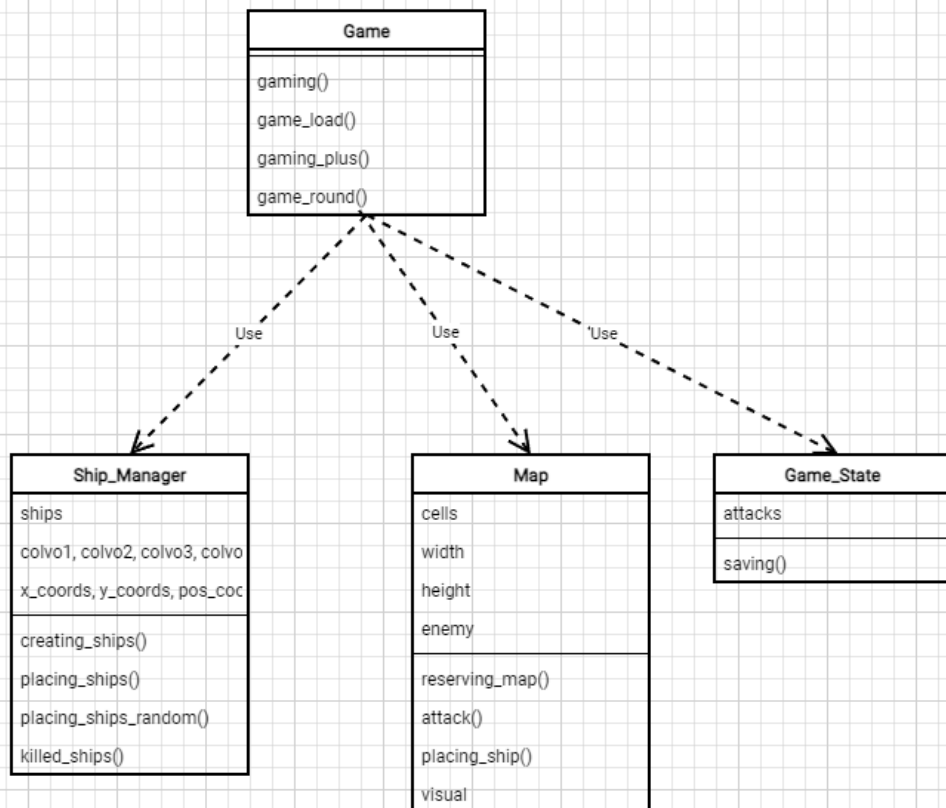 Game
gaming()
game_load()
gaming_plus()
game_round()
Use
Use
'Use
Ship_Manager
ships
colvo1, colvo2, colvo3, colvo
x_coords, y_coords, pos_coo
creating_ships()
placing_ships()
placing_ships_random()
killed_ships()
Map
cells
width
height
enemy
reserving_map()
attack()
placing_ship()
visual
Game_State
attacks
saving()